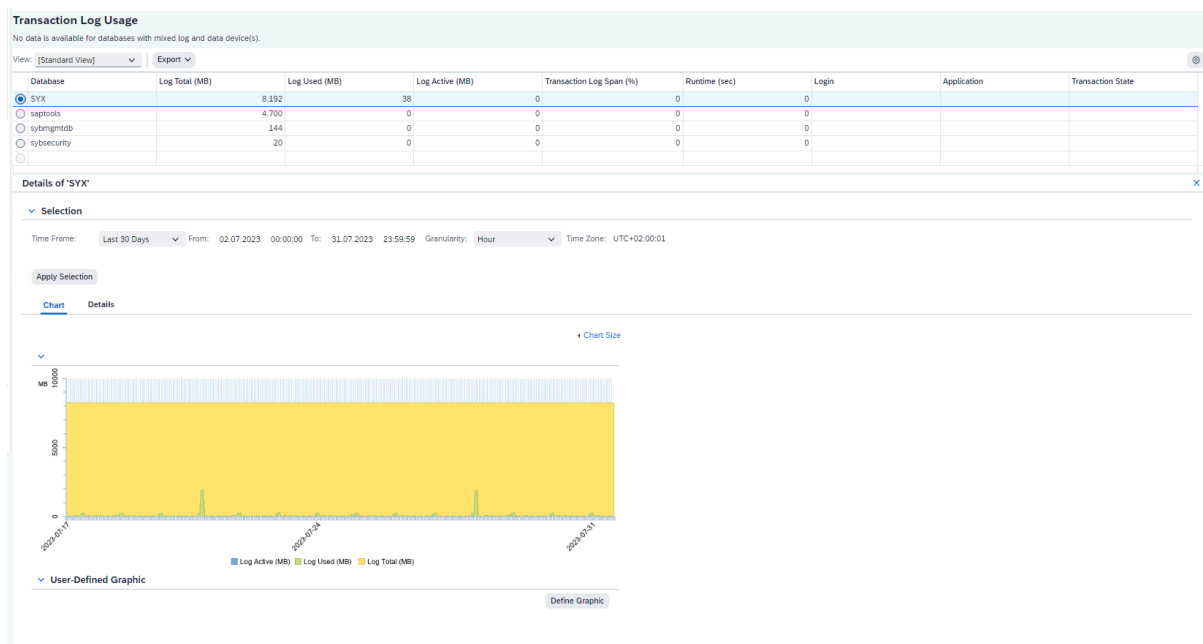 Transaction Log Usage
No data is available for databases with mixed log and data device(s).
View: [Standard View] Export
Database Log Total (MB) Log Used (MB) Log Active (MB) Transaction Log Span (%) Runtime (sec) Login Application Transaction State
SYX 8.192 38 0 0 0
saptools 4.700 0 0 0 0
sybmgmtdb 144 0 0 0 0
sybsecurity 20 0 0 0 0
Details of 'SYX'
Selection
Time Frame: Last 30 Days From: 02.07.2023 00:00:00 To: 31.07.2023 23:59:59 Granularity: Hour Time Zone: UTC+02:00:01
Apply Selection
Chart Details
Chart Size
MB 10000
5000
0
2023-07-17 2023-07-24 2023-07-31
Log Active (MB) Log Used (MB) Log Total (MB)
User-Defined Graphic
Define Graphic